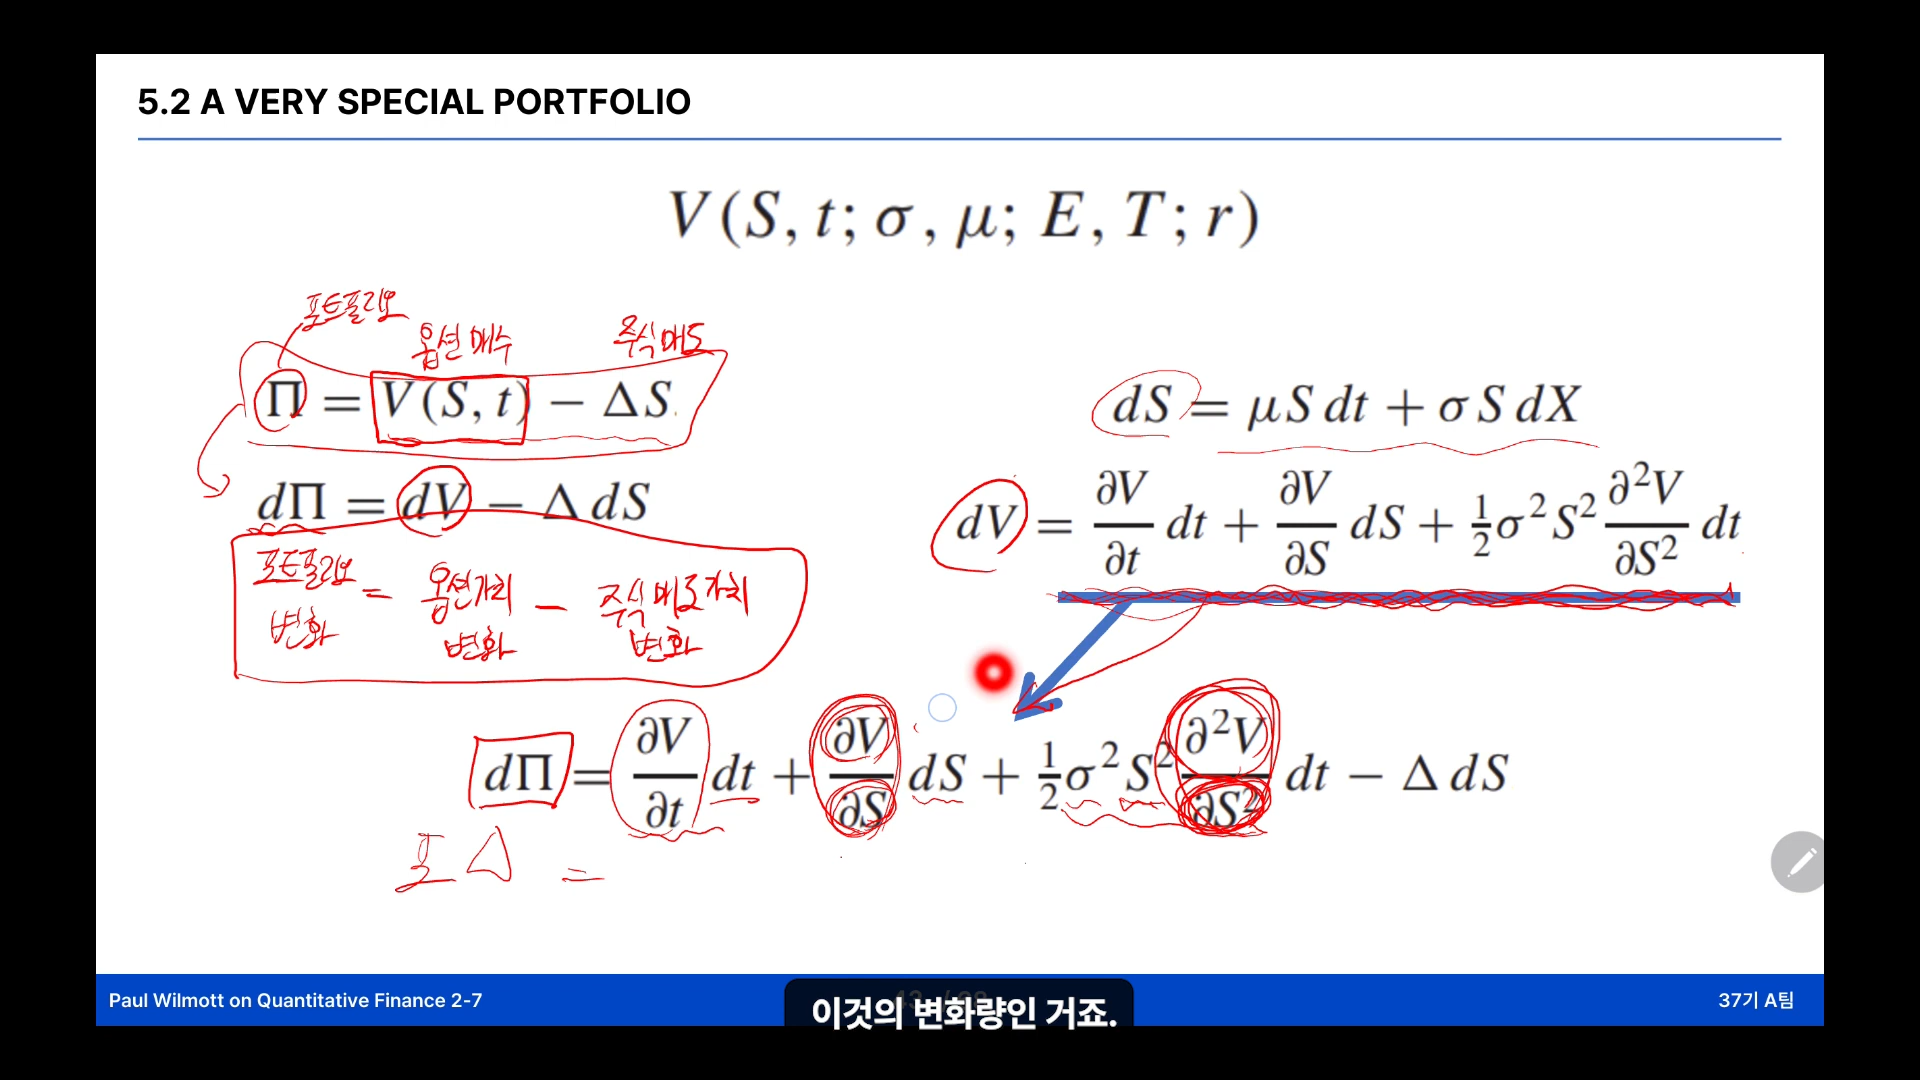 5.2 A VERY SPECIAL PORTFOLIO
V(S, t; σ, μ; E, T; r)
포트폴리오
옵션 매수 주식 매도
Π = V(S, t) − ΔS.
dΠ = dV − Δ dS
포트폴리오 변화 = 옵션가치 변화 − 주식매도가치 변화
dS = μS dt + σS dX
dV = ∂V/∂t dt + ∂V/∂S dS + ½σ²S² ∂²V/∂S² dt
dΠ = ∂V/∂t dt + ∂V/∂S dS + ½σ²S² ∂²V/∂S² dt − Δ dS
포 △ =
Paul Wilmott on Quantitative Finance 2-7
이것의 변화량인 거죠.
37기 A팀